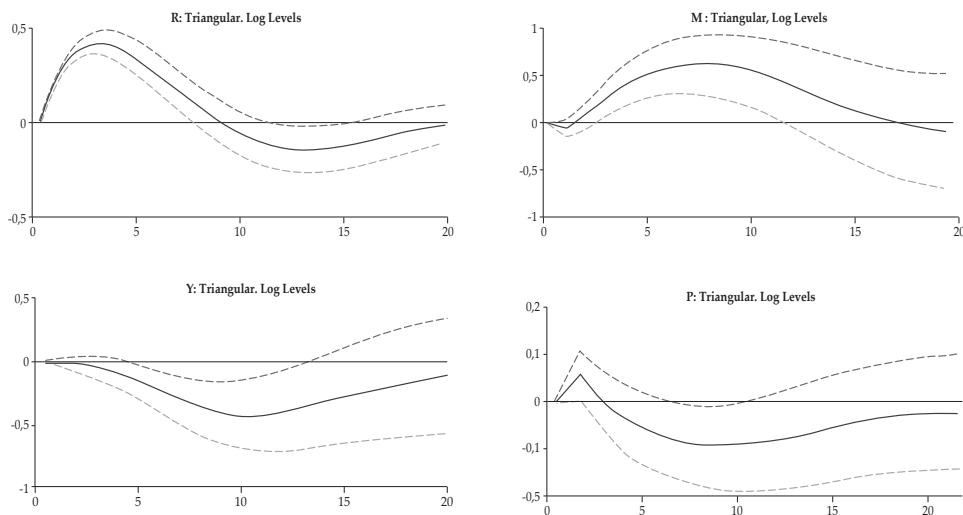 R: Triangular. Log Levels
0,5
0
-0,5
0 5 10 15 20
M : Triangular, Log Levels
1
0,5
0
-0,5
-1
0 5 10 15 20
Y: Triangular. Log Levels
0,5
0
-0,5
-1
0 5 10 15 20
P: Triangular. Log Levels
0,2
0,1
0
-0,1
-0,5
0 5 10 15 20